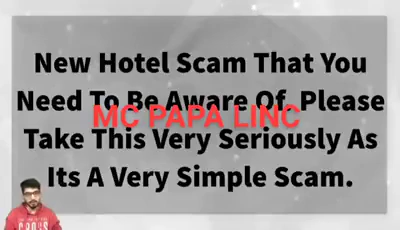 New Hotel Scam That You
Need To Be Aware Of. Please
MC PAPA LINC
Take This Very Seriously As
Its A Very Simple Scam.